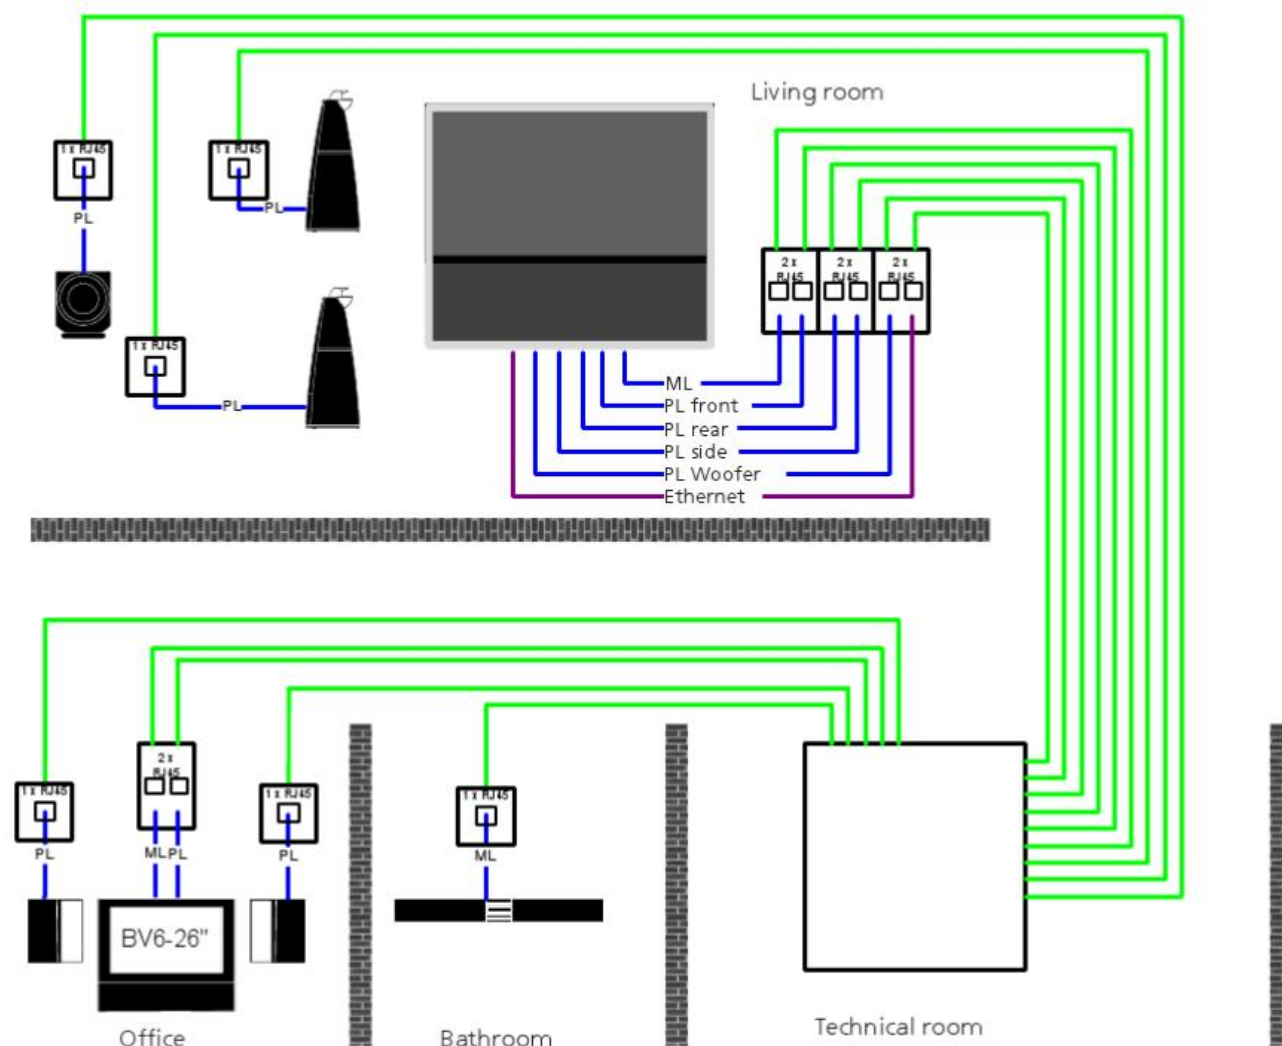 Living room
1 x RJ45
1 x RJ45
PL
PL
2 x
RJ45
2 x
RJ45
2 x
RJ45
1 x RJ45
PL
ML
PL front
PL rear
PL side
PL Woofer
Ethernet
2 x
RJ45
1 x RJ45
1 x RJ45
1 x RJ45
PL
ML
PL
PL
ML
BV6-26"
Office
Bathroom
Technical room